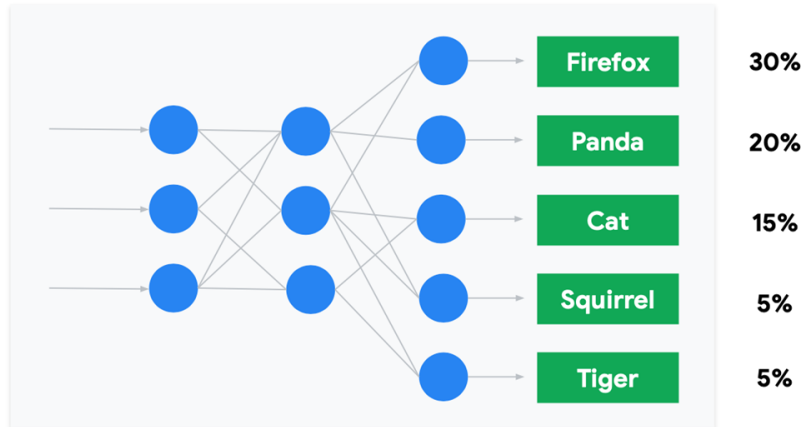 Firefox 30%
Panda 20%
Cat 15%
Squirrel 5%
Tiger 5%